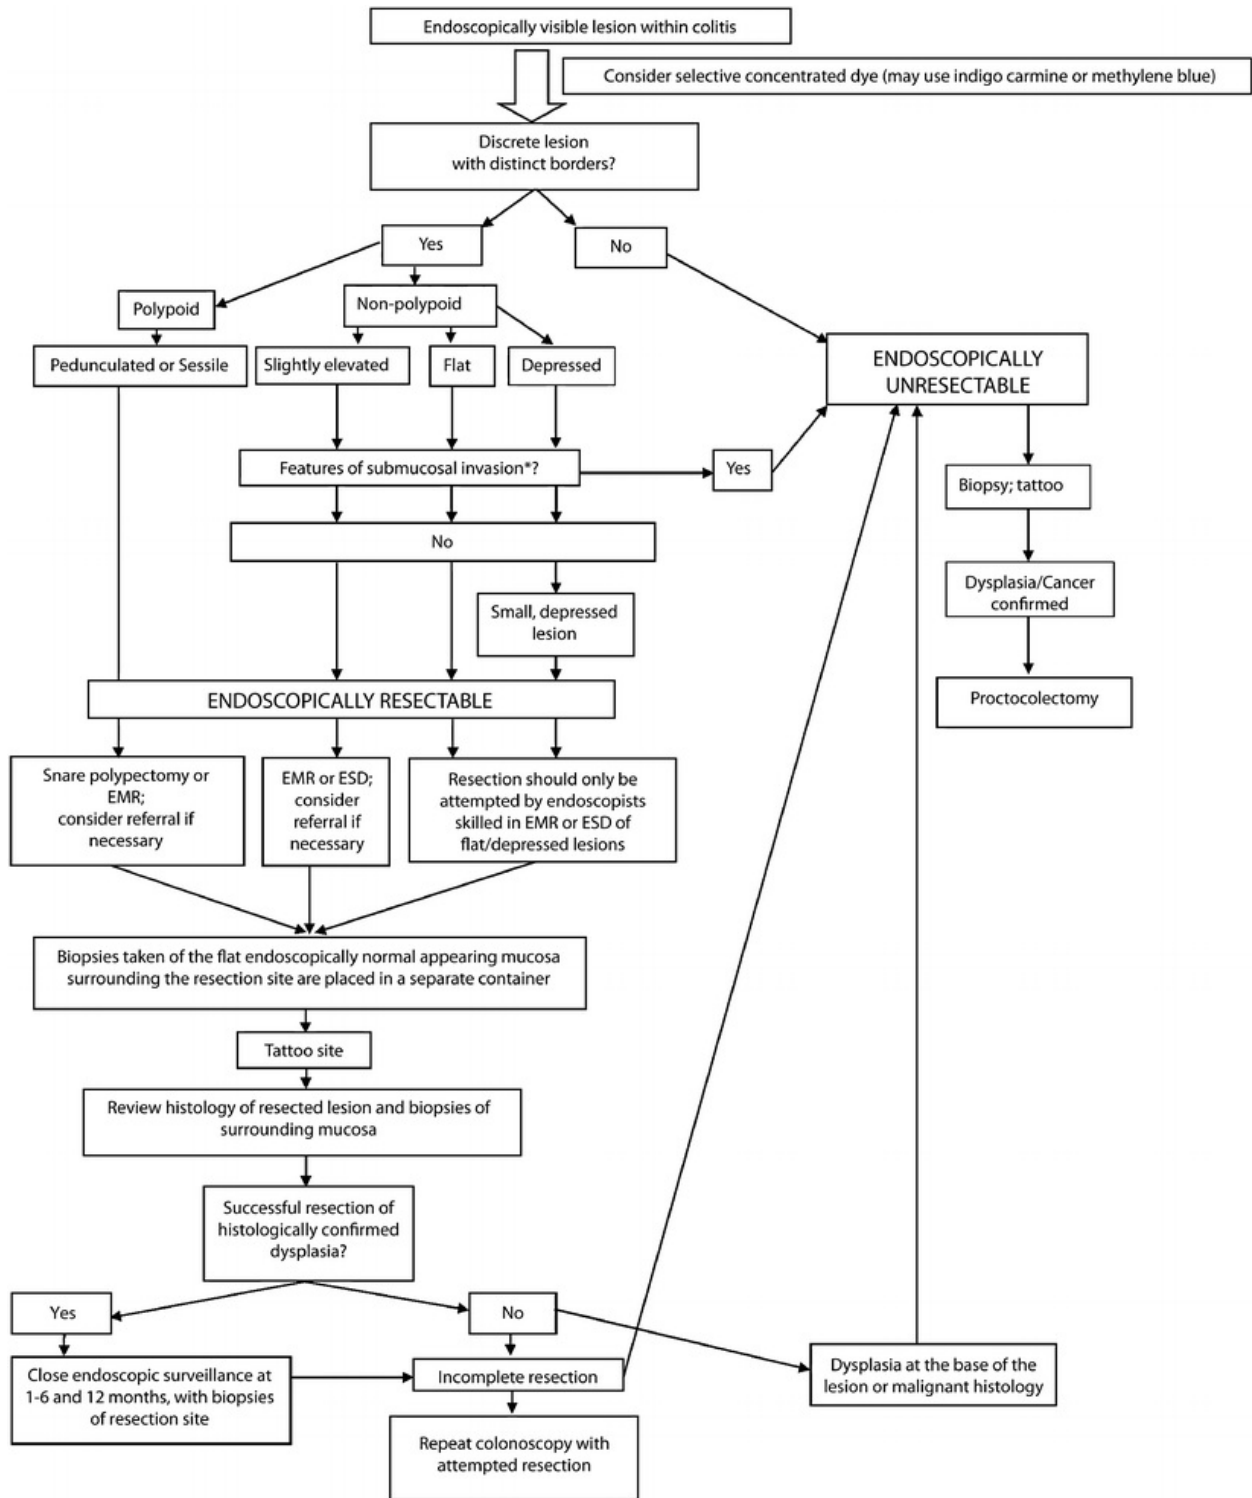 Endoscopically visible lesion within colitis
Consider selective concentrated dye (may use indigo carmine or methylene blue)
Discrete lesion
with distinct borders?
Yes
No
Polypoid
Non-polypoid
Pedunculated or Sessile
Slightly elevated
Flat
Depressed
ENDOSCOPICALLY
UNRESECTABLE
Features of submucosal invasion*?
Yes
Biopsy; tattoo
No
Dysplasia/Cancer
confirmed
Small, depressed
lesion
Proctocolectomy
ENDOSCOPICALLY RESECTABLE
Snare polypectomy or
EMR;
consider referral if
necessary
EMR or ESD;
consider
referral if
necessary
Resection should only be
attempted by endoscopists
skilled in EMR or ESD of
flat/depressed lesions
Biopsies taken of the flat endoscopically normal appearing mucosa
surrounding the resection site are placed in a separate container
Tattoo site
Review histology of resected lesion and biopsies of
surrounding mucosa
Successful resection of
histologically confirmed
dysplasia?
Yes
No
Close endoscopic surveillance at
1-6 and 12 months, with biopsies
of resection site
Incomplete resection
Dysplasia at the base of the
lesion or malignant histology
Repeat colonoscopy with
attempted resection